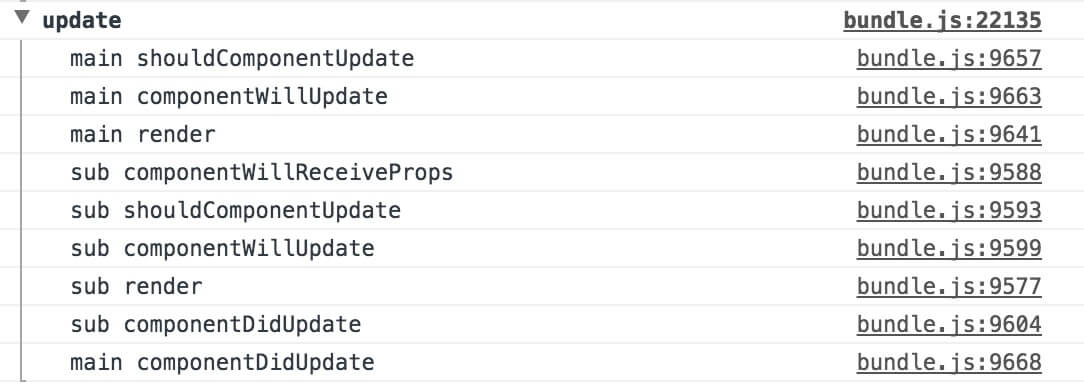 update bundle.js:22135
main shouldComponentUpdate bundle.js:9657
main componentWillUpdate bundle.js:9663
main render bundle.js:9641
sub componentWillReceiveProps bundle.js:9588
sub shouldComponentUpdate bundle.js:9593
sub componentWillUpdate bundle.js:9599
sub render bundle.js:9577
sub componentDidUpdate bundle.js:9604
main componentDidUpdate bundle.js:9668